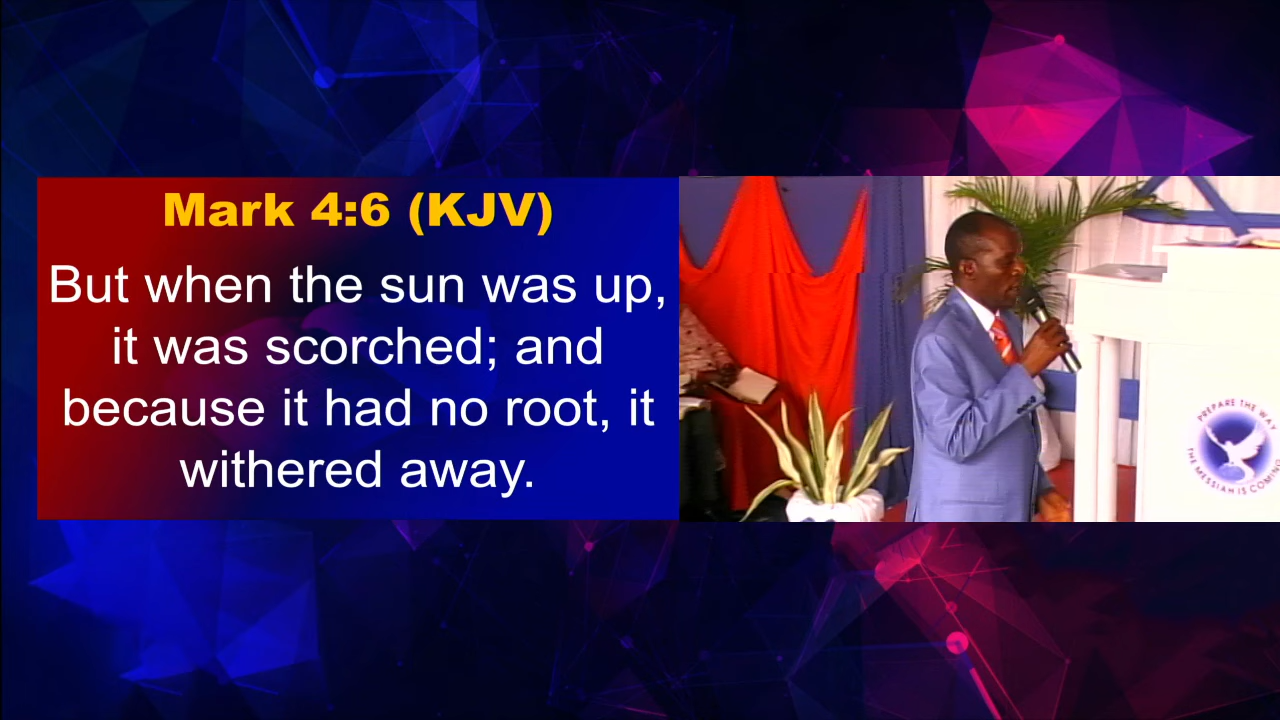 Mark 4:6 (KJV)
But when the sun was up,
it was scorched; and
because it had no root, it
withered away.
PREPARE THE WAY
THE MESSIAH IS COMING